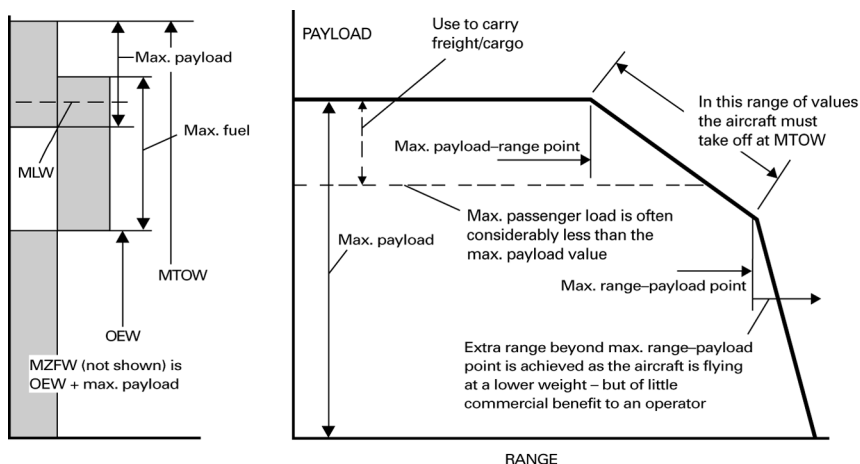 Max. payload
Max. fuel
MLW
MTOW
OEW
MZFW (not shown) is
OEW + max. payload
PAYLOAD
Use to carry
freight/cargo
In this range of values
the aircraft must
take off at MTOW
Max. payload–range point
Max. payload
Max. passenger load is often
considerably less than the
max. payload value
Max. range–payload point
Extra range beyond max. range–payload
point is achieved as the aircraft is flying
at a lower weight – but of little
commercial benefit to an operator
RANGE